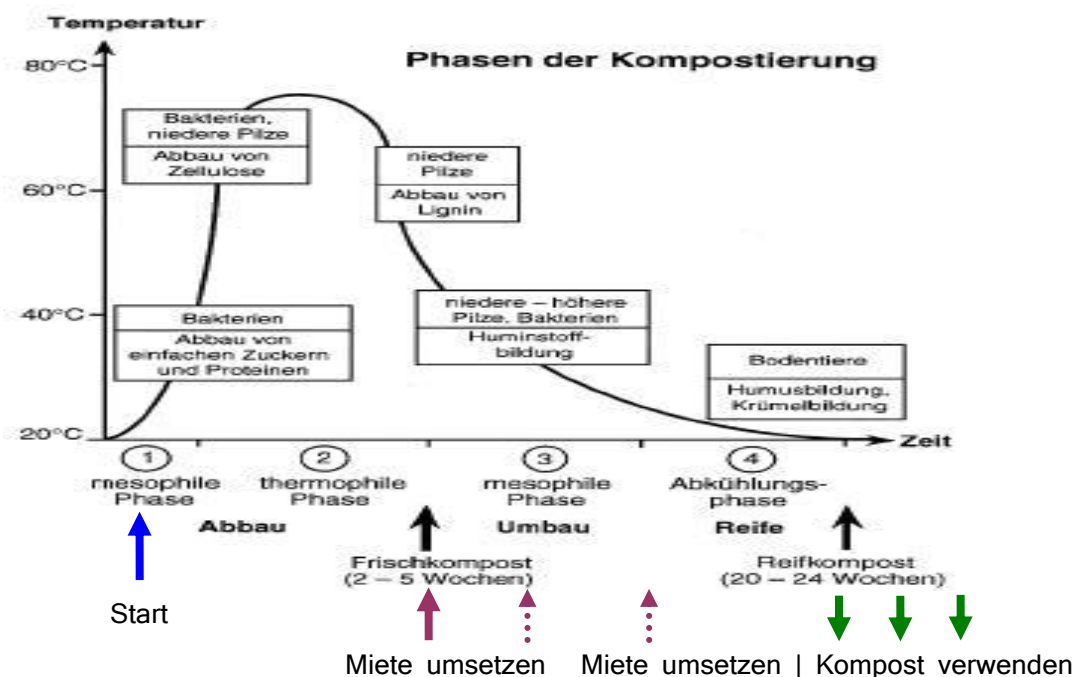 Temperatur
Phasen der Kompostierung
80°C
60°C
40°C
20°C
Bakterien,
niedere Pilze
Abbau von
Zellulose
niedere
Pilze
Abbau von
Lignin
Bakterien
Abbau von
einfachen Zuckern
und Proteinen
niedere – höhere
Pilze, Bakterien
Huminstoff-
bildung
Bodentiere
Humusbildung,
Krümelbildung
Zeit
1
mesophile
Phase
2
thermophile
Phase
3
mesophile
Phase
4
Abkühlungs-
phase
Abbau
Umbau
Reife
Start
Frischkompost
(2 – 5 Wochen)
Reifkompost
(20 – 24 Wochen)
Miete umsetzen
Miete umsetzen | Kompost verwenden